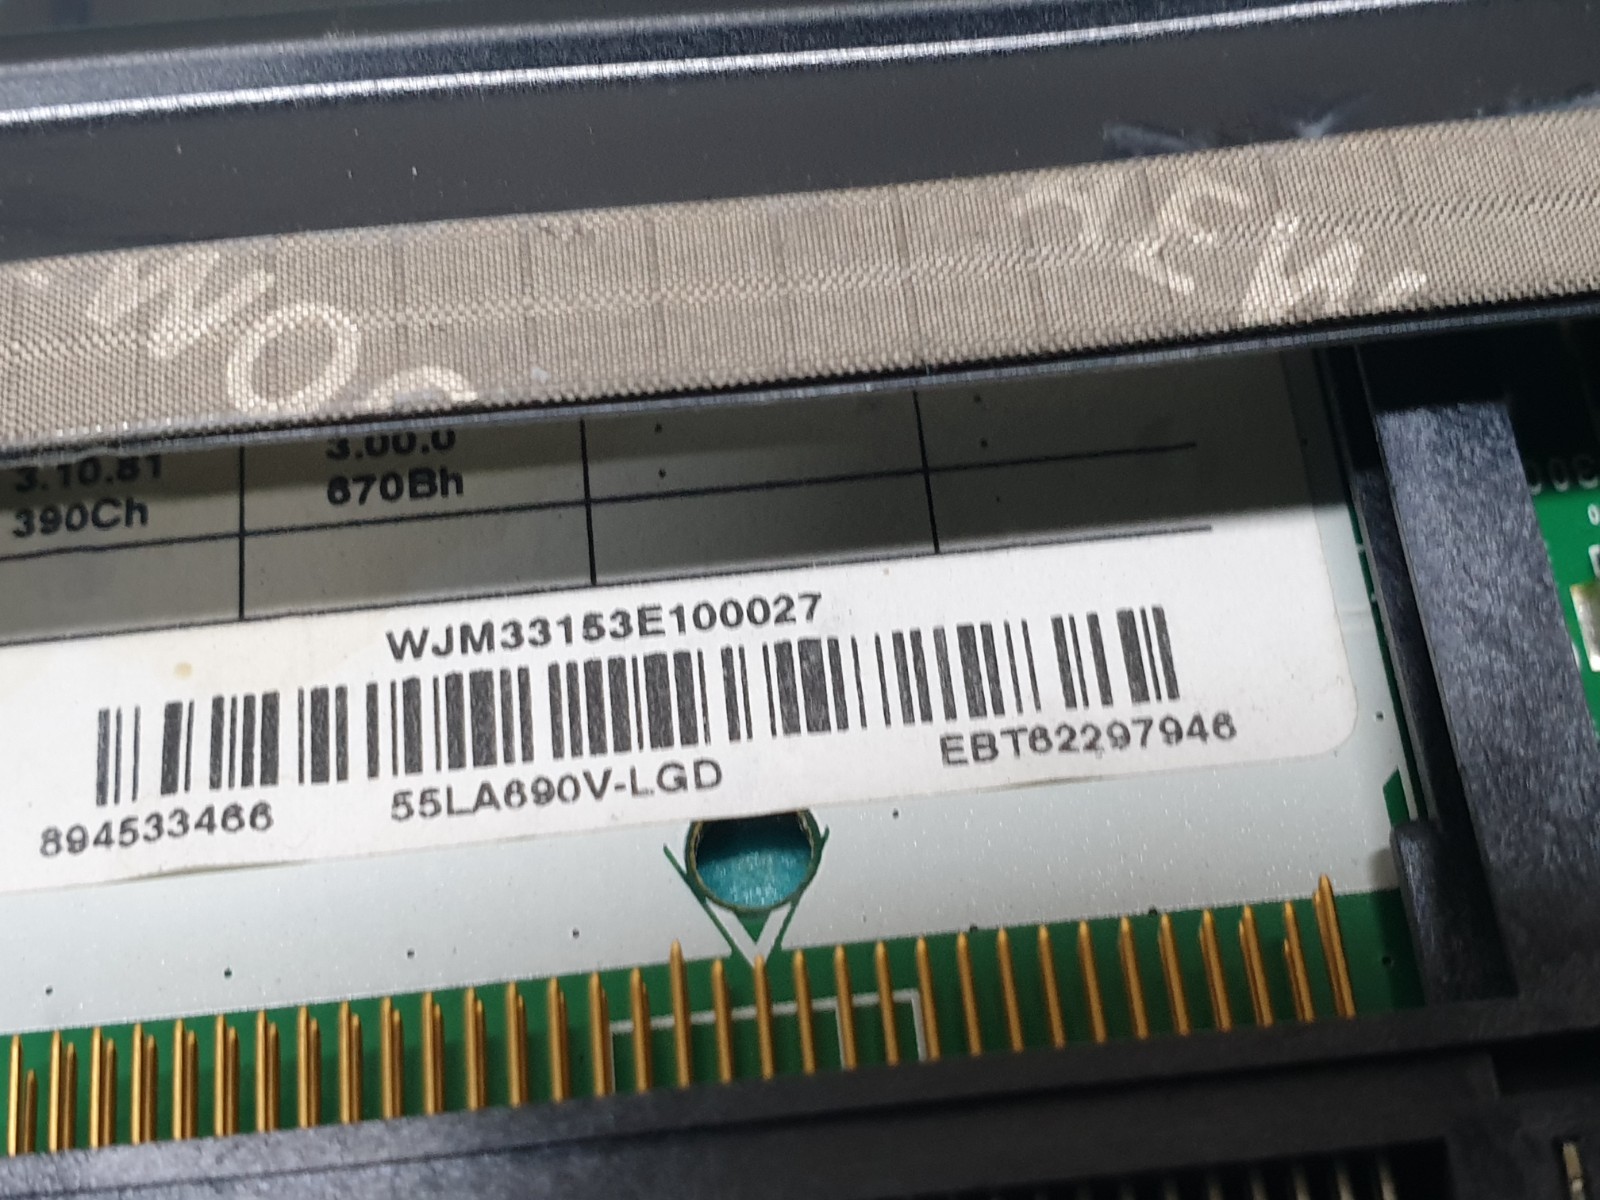 3.10.81
390Ch
3.00.0
670Bh
WJM33153E100027
894533466
55LA690V-LGD
EBT62297946